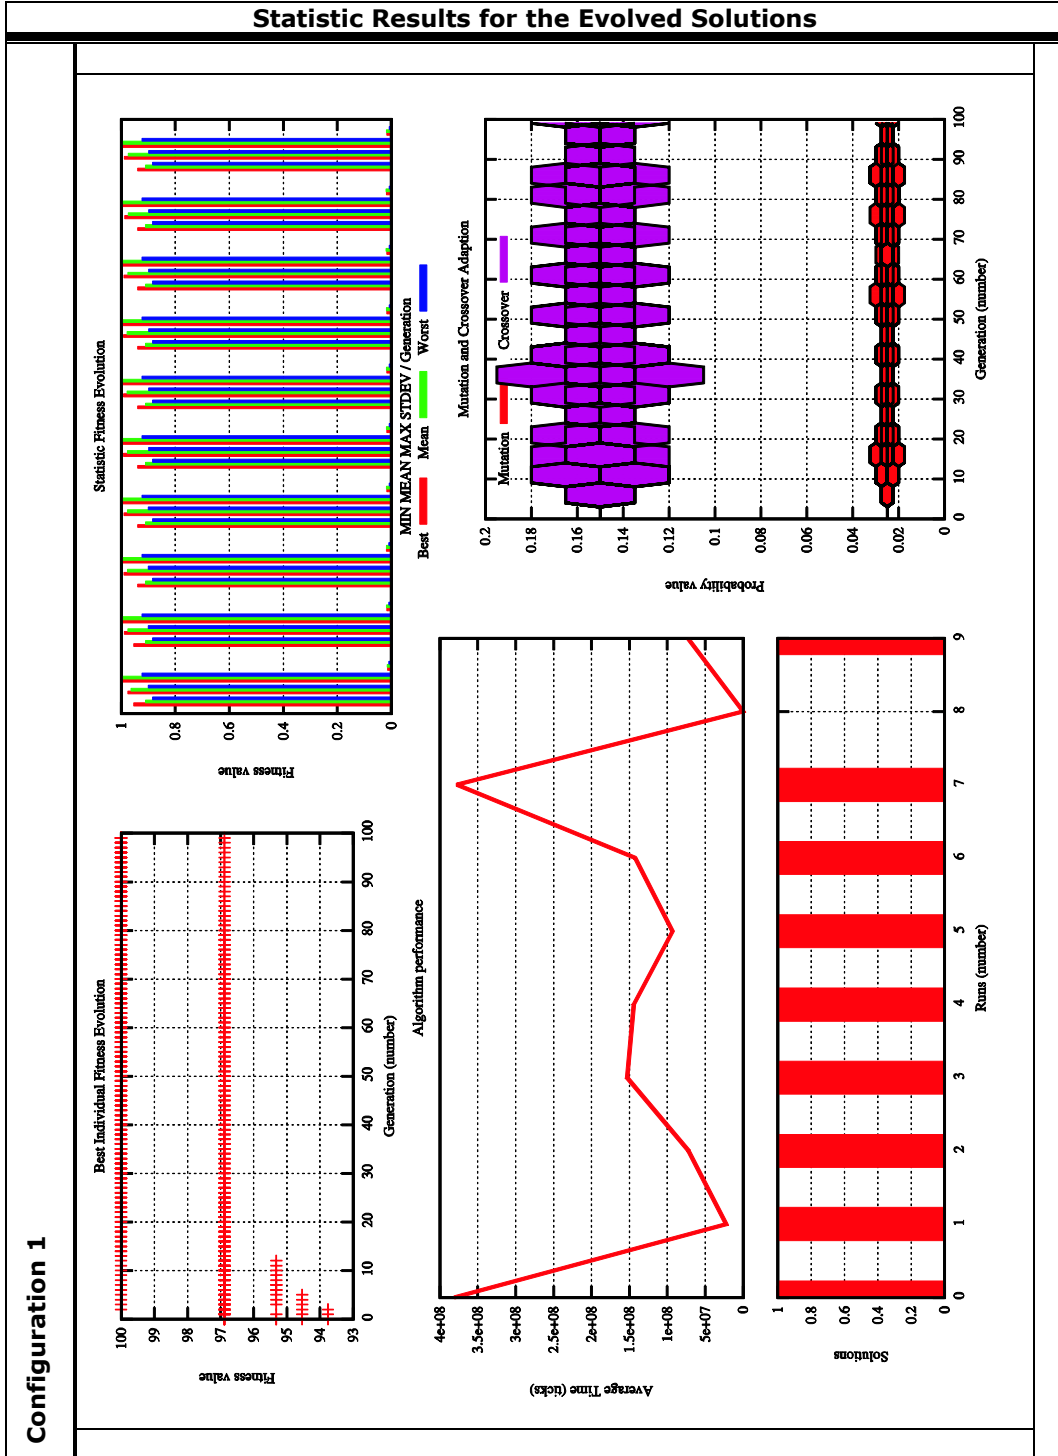 Statistic Results for the Evolved Solutions
Configuration 1
Best Individual Fitness Evolution
Fitness value
100
99
98
97
96
95
94
93
0
10
20
30
40
50
60
70
80
90
100
Generation (number)
Statistic Fitness Evolution
Fitness value
1
0.8
0.6
0.4
0.2
0
MIN MEAN MAX STDEV / Generation
Best
Mean
Worst
Algorithm performance
Average Time (ticks)
4e+08
3.5e+08
3e+08
2.5e+08
2e+08
1.5e+08
1e+08
5e+07
0
Solutions
1
0.8
0.6
0.4
0.2
0
0
1
2
3
4
5
6
7
8
9
Runs (number)
Mutation and Crossover Adaption
Mutation
Crossover
Probability value
0.2
0.18
0.16
0.14
0.12
0.1
0.08
0.06
0.04
0.02
0
0
10
20
30
40
50
60
70
80
90
100
Generation (number)